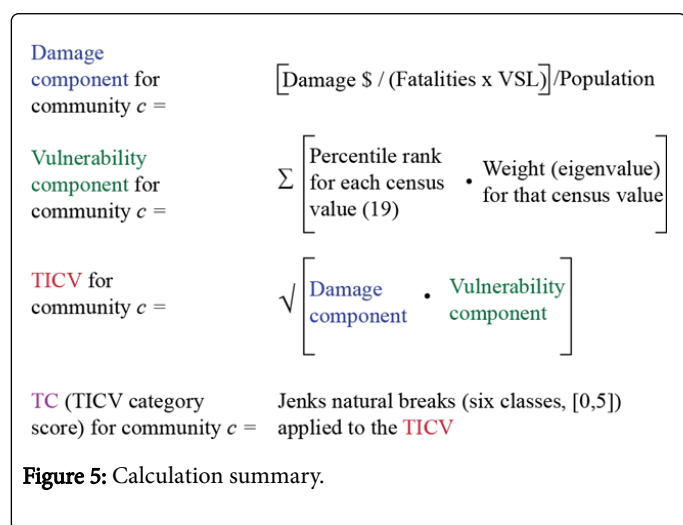 Damage
component for
community c =
[Damage $ / (Fatalities x VSL)]/Population
Vulnerability
component for
community c =
Σ [Percentile rank
for each census
value (19)
• Weight (eigenvalue)
for that census value]
TICV for
community c =
√ [Damage
component
• Vulnerability
component]
TC (TICV category
score) for community c =
Jenks natural breaks (six classes, [0,5])
applied to the TICV
Figure 5: Calculation summary.